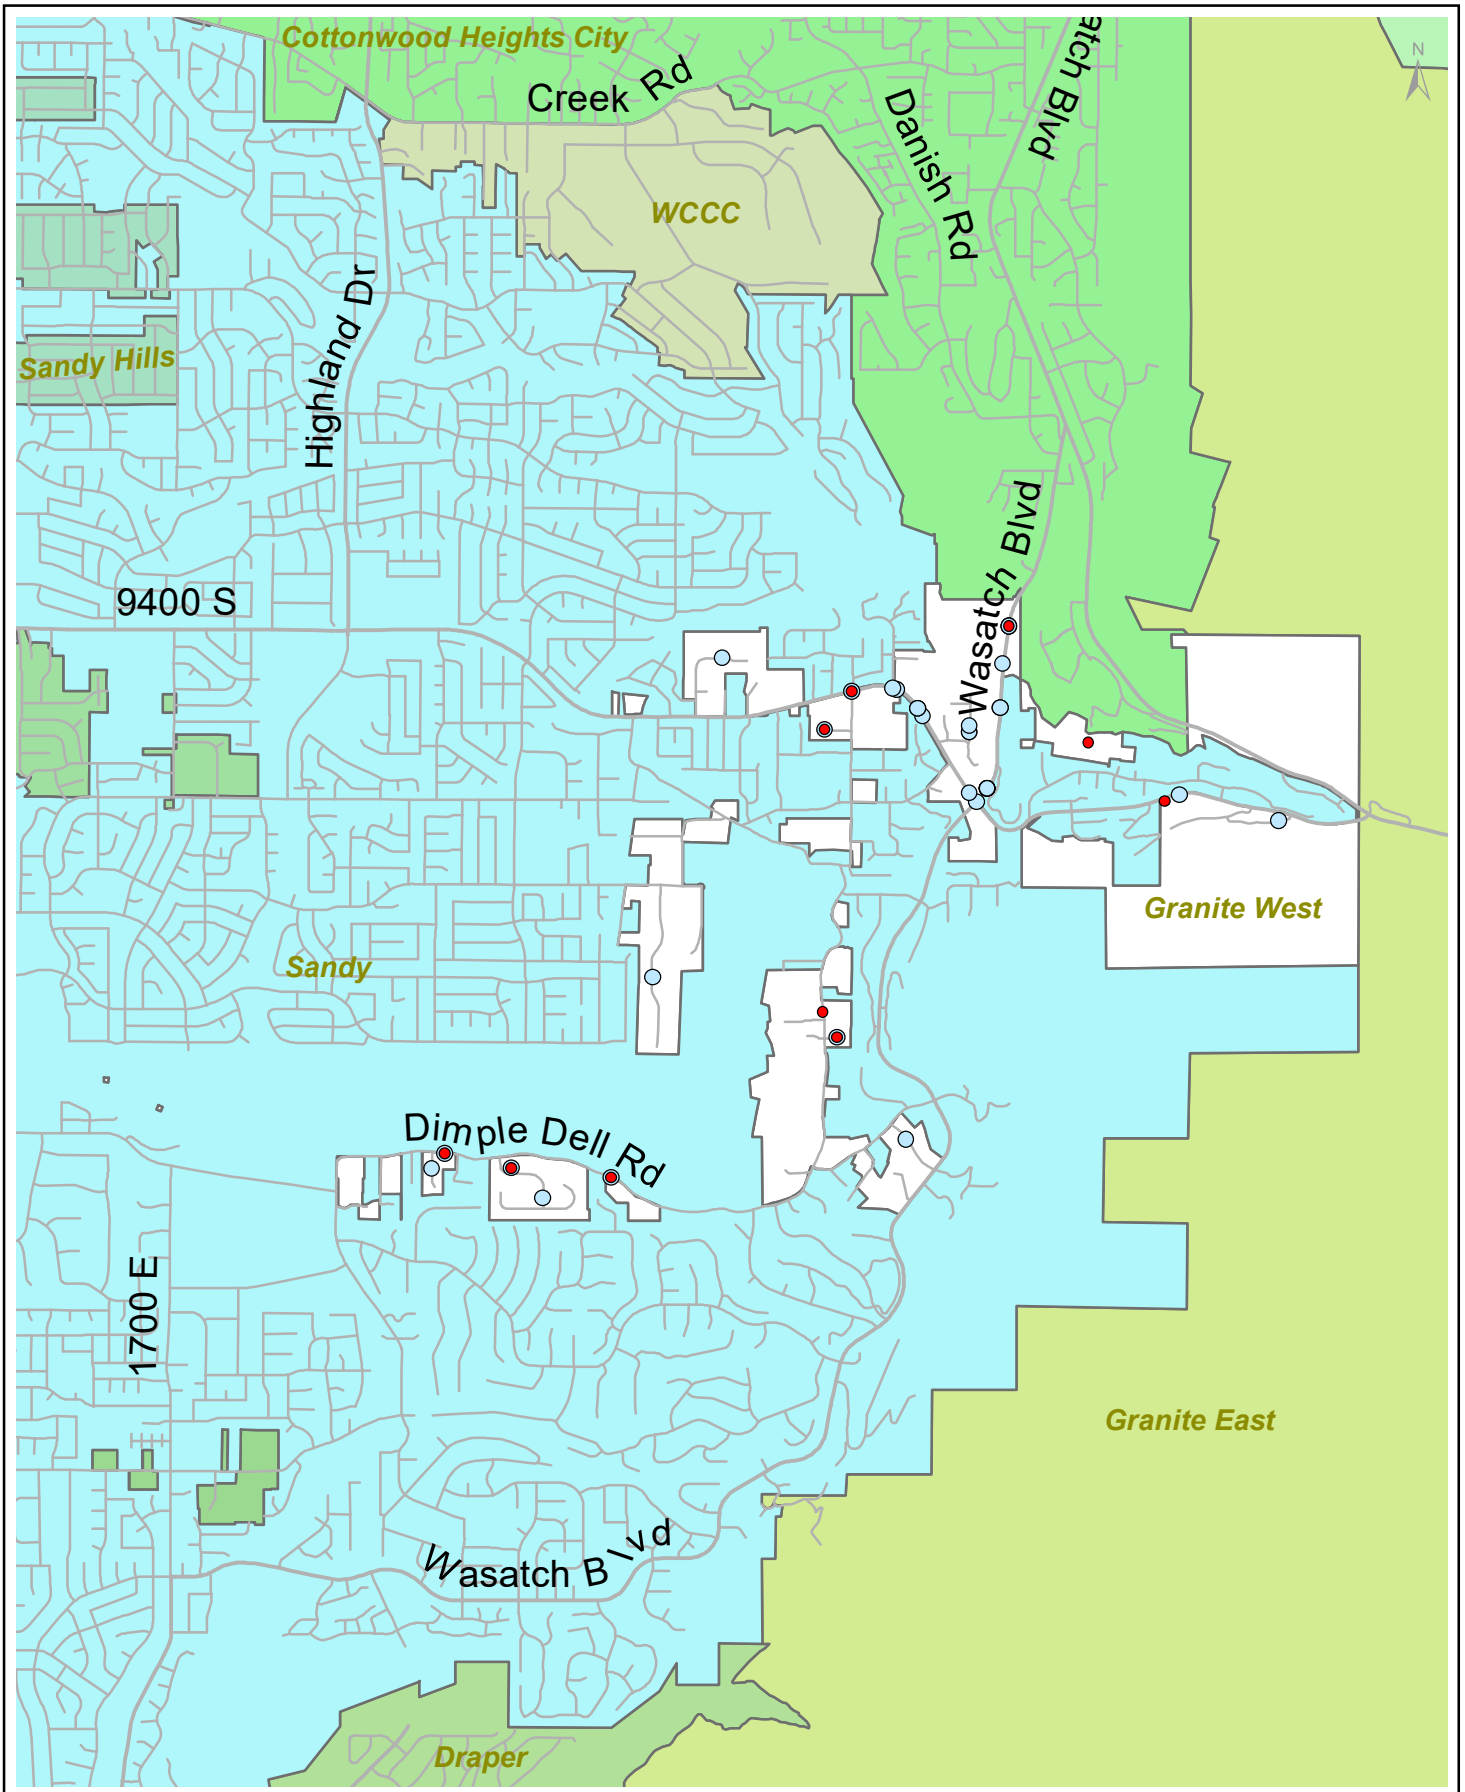 Cottonwood Heights City
Creek Rd
atch Blvd
N
Danish Rd
WCCC
Highland Dr
Sandy Hills
Wasatch Blvd
9400 S
Granite West
Sandy
Dimple Dell Rd
1700 E
Granite East
Wasatch Blvd
Draper